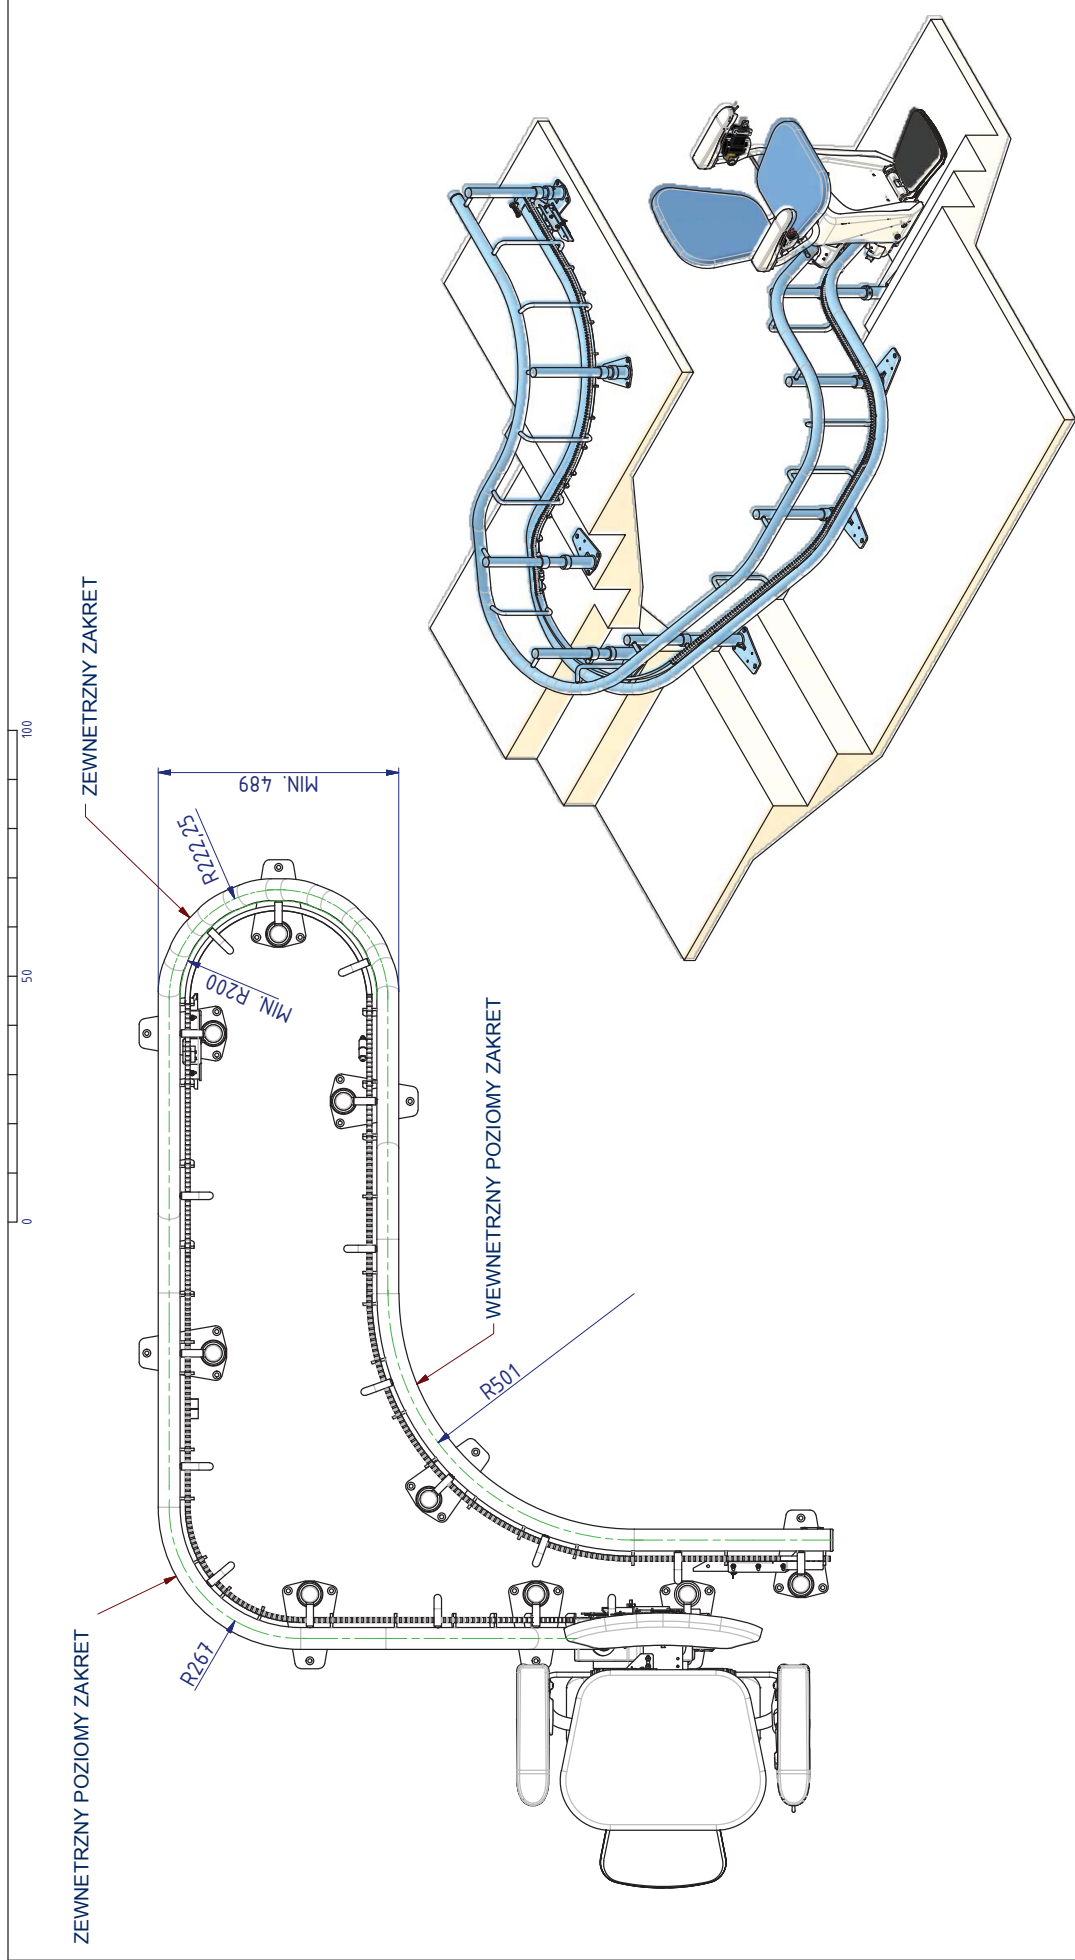 ZEWNETRZNY POZIOMY ZAKRET
R267
ZEWNETRZNY ZAKRET
R222,25
MIN. R200
MIN. 489
WEWNETRZNY POZIOMY ZAKRET
R501
0
50
100